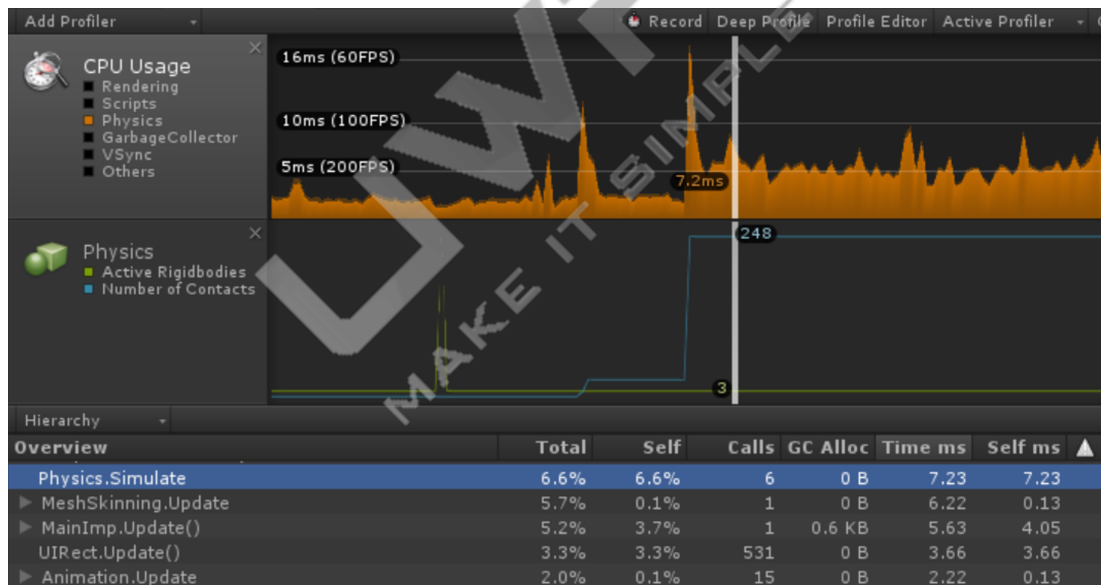 Add Profiler
Record Deep Profile Profile Editor Active Profiler
CPU Usage
Rendering
Scripts
Physics
GarbageCollector
VSync
Others
16ms (60FPS)
10ms (100FPS)
5ms (200FPS)
7.2ms
Physics
Active Rigidbodies
Number of Contacts
248
3
MAKE IT SIMPLE
Hierarchy
Overview Total Self Calls GC Alloc Time ms Self ms
Physics.Simulate 6.6% 6.6% 6 0 B 7.23 7.23
MeshSkinning.Update 5.7% 0.1% 1 0 B 6.22 0.13
MainImp.Update() 5.2% 3.7% 1 0.6 KB 5.63 4.05
UIRect.Update() 3.3% 3.3% 531 0 B 3.66 3.66
Animation.Update 2.0% 0.1% 15 0 B 2.22 0.13